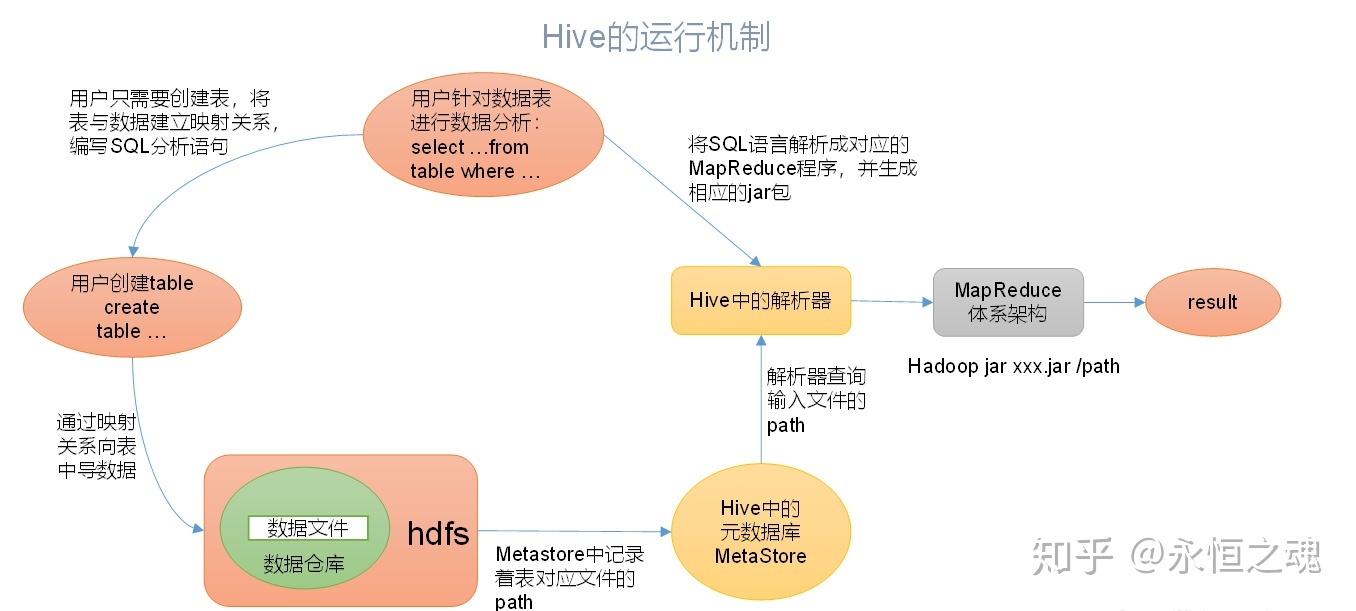 Hive的运行机制
用户只需要创建表，将
表与数据建立映射关系，
编写SQL分析语句
用户针对数据表
进行数据分析：
select ...from
table where ...
将SQL语言解析成对应的
MapReduce程序，并生成
相应的jar包
用户创建table
create
table ...
Hive中的解析器
MapReduce
体系架构
result
Hadoop jar xxx.jar /path
解析器查询
输入文件的
path
通过映射
关系向表
中导数据
数据文件
数据仓库
hdfs
Metastore中记录
着表对应文件的
path
Hive中的
元数据库
MetaStore
知乎 @永恒之魂